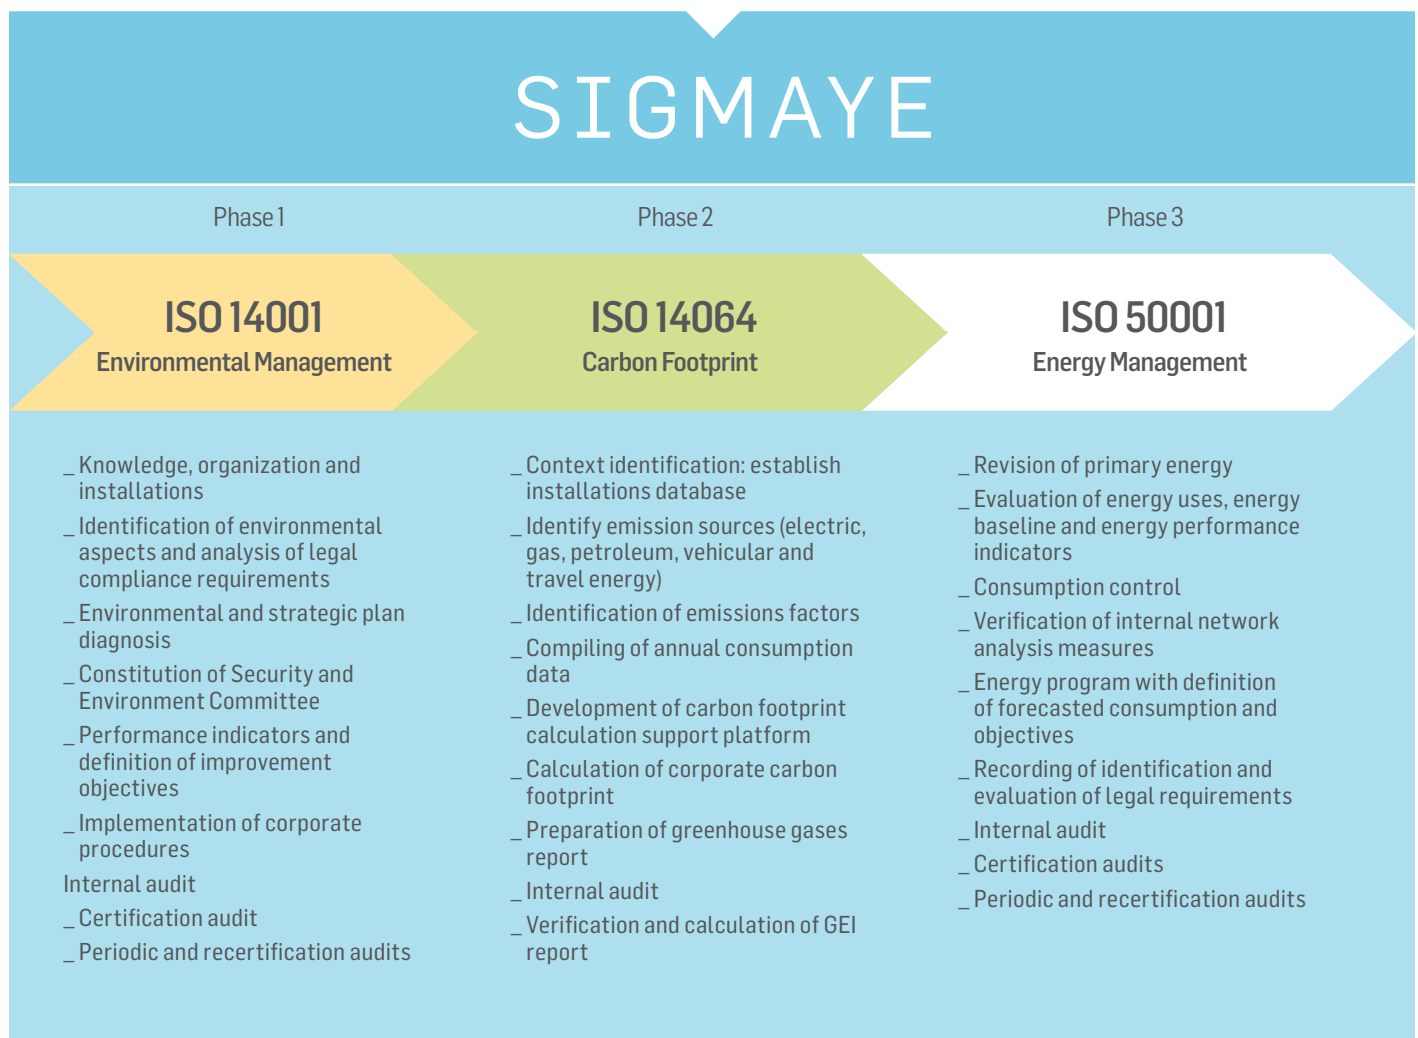 SIGMAYE
Phase 1
Phase 2
Phase 3
ISO 14001
Environmental Management
ISO 14064
Carbon Footprint
ISO 50001
Energy Management
_ Knowledge, organization and
installations
_ Identification of environmental
aspects and analysis of legal
compliance requirements
_ Environmental and strategic plan
diagnosis
_ Constitution of Security and
Environment Committee
_ Performance indicators and
definition of improvement
objectives
_ Implementation of corporate
procedures
Internal audit
_ Certification audit
_ Periodic and recertification audits
_ Context identification: establish
installations database
_ Identify emission sources (electric,
gas, petroleum, vehicular and
travel energy)
_ Identification of emissions factors
_ Compiling of annual consumption
data
_ Development of carbon footprint
calculation support platform
_ Calculation of corporate carbon
footprint
_ Preparation of greenhouse gases
report
_ Internal audit
_ Verification and calculation of GEI
report
_ Revision of primary energy
_ Evaluation of energy uses, energy
baseline and energy performance
indicators
_ Consumption control
_ Verification of internal network
analysis measures
_ Energy program with definition
of forecasted consumption and
objectives
_ Recording of identification and
evaluation of legal requirements
_ Internal audit
_ Certification audits
_ Periodic and recertification audits